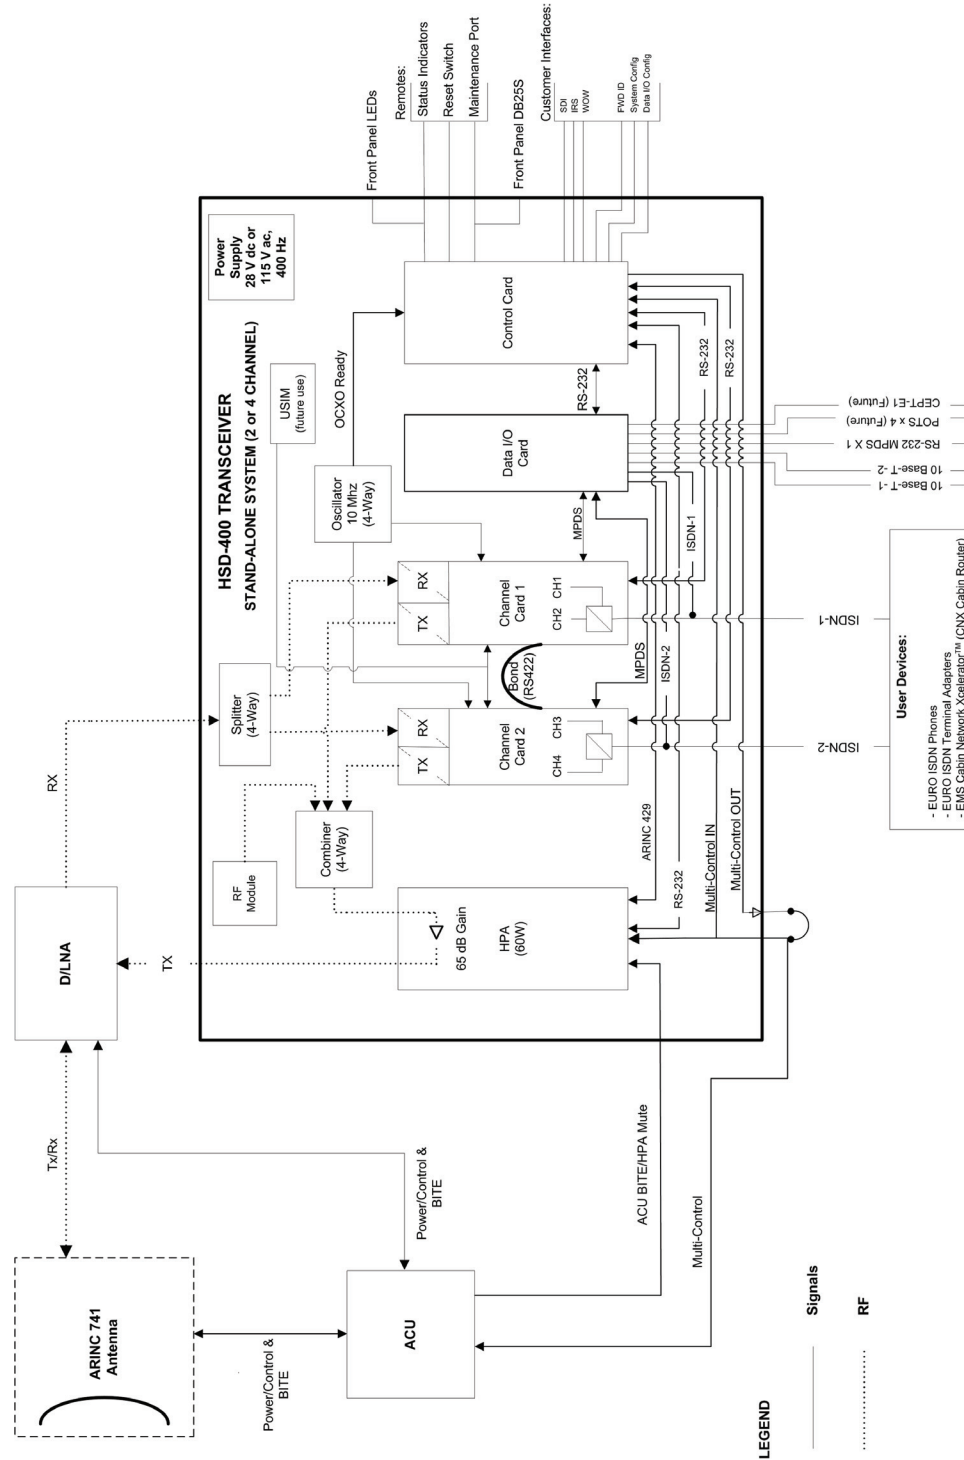 ARINC 741
Antenna
Tx/Rx
D/LNA
RX
TX
Power/Control &
BITE
Power/Control &
BITE
ACU
ACU BITE/HPA Mute
Multi-Control
LEGEND
Signals
RF
HSD-400 TRANSCEIVER
STAND-ALONE SYSTEM (2 or 4 CHANNEL)
Power
Supply
28 V dc or
115 V ac,
400 Hz
RF
Module
Splitter
(4-Way)
USIM
(future use)
Combiner
(4-Way)
Oscillator
10 Mhz
(4-Way)
OCXO Ready
65 dB Gain
HPA
(60W)
TX
RX
Channel
Card 2
CH4
CH3
Bond
(RS422)
TX
RX
Channel
Card 1
CH2
CH1
MPDS
MPDS
Data I/O
Card
RS-232
Control Card
ARINC 429
RS-232
Multi-Control IN
Multi-Control OUT
ISDN-2
ISDN-1
RS-232
RS-232
Front Panel LEDs
Remotes:
Status Indicators
Reset Switch
Maintenance Port
Front Panel DB25S
Customer Interfaces:
SDI
IRS
WOW
FWD ID
System Config
Data I/O Config
ISDN-2
ISDN-1
10 Base-T-1
10 Base-T-2
RS-232 MPDS X 1
POTS x 4 (Future)
CEPT-E1 (Future)
User Devices:
- EURO ISDN Phones
- EURO ISDN Terminal Adapters
- EMS Cabin Network Xcelerator™ (CNX Cabin Router)